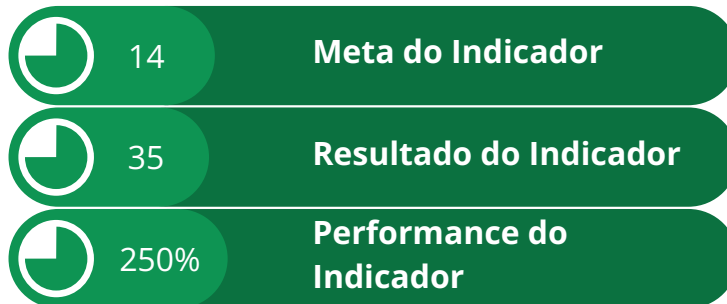 14
Meta do Indicador
35
Resultado do Indicador
250%
Performance do
Indicador